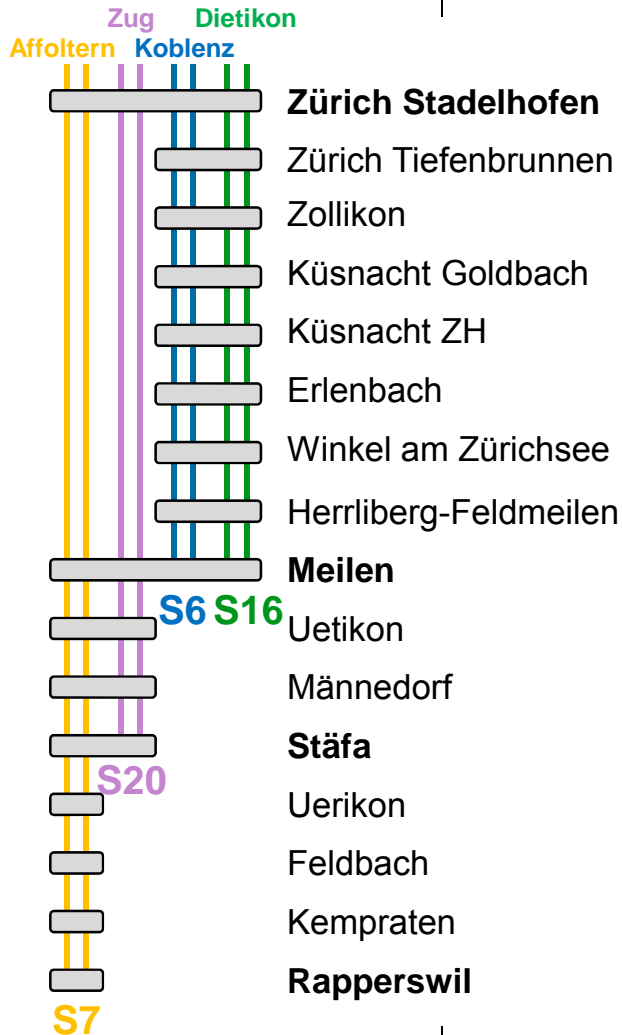 Zug Dietikon
Affoltern Koblenz
Zürich Stadelhofen
Zürich Tiefenbrunnen
Zollikon
Küsnacht Goldbach
Küsnacht ZH
Erlenbach
Winkel am Zürichsee
Herrliberg-Feldmeilen
Meilen
S6 S16
Uetikon
Männedorf
Stäfa
S20
Uerikon
Feldbach
Kempraten
Rapperswil
S7